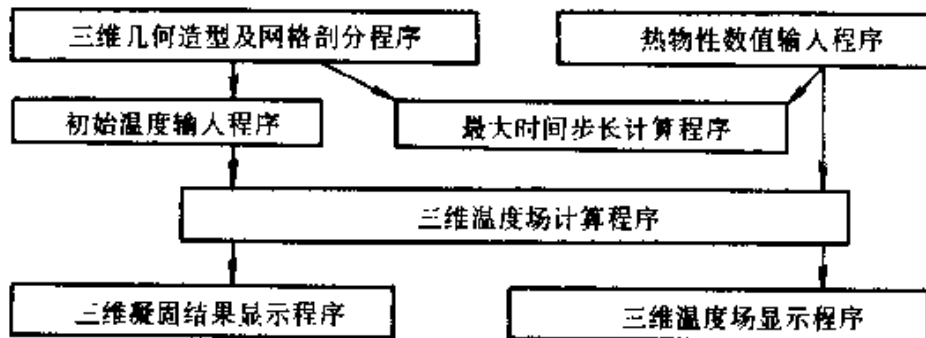 三维几何造型及网格剖分程序
热物性数值输入程序
初始温度输入程序
最大时间步长计算程序
三维温度场计算程序
三维凝固结果显示程序
三维温度场显示程序